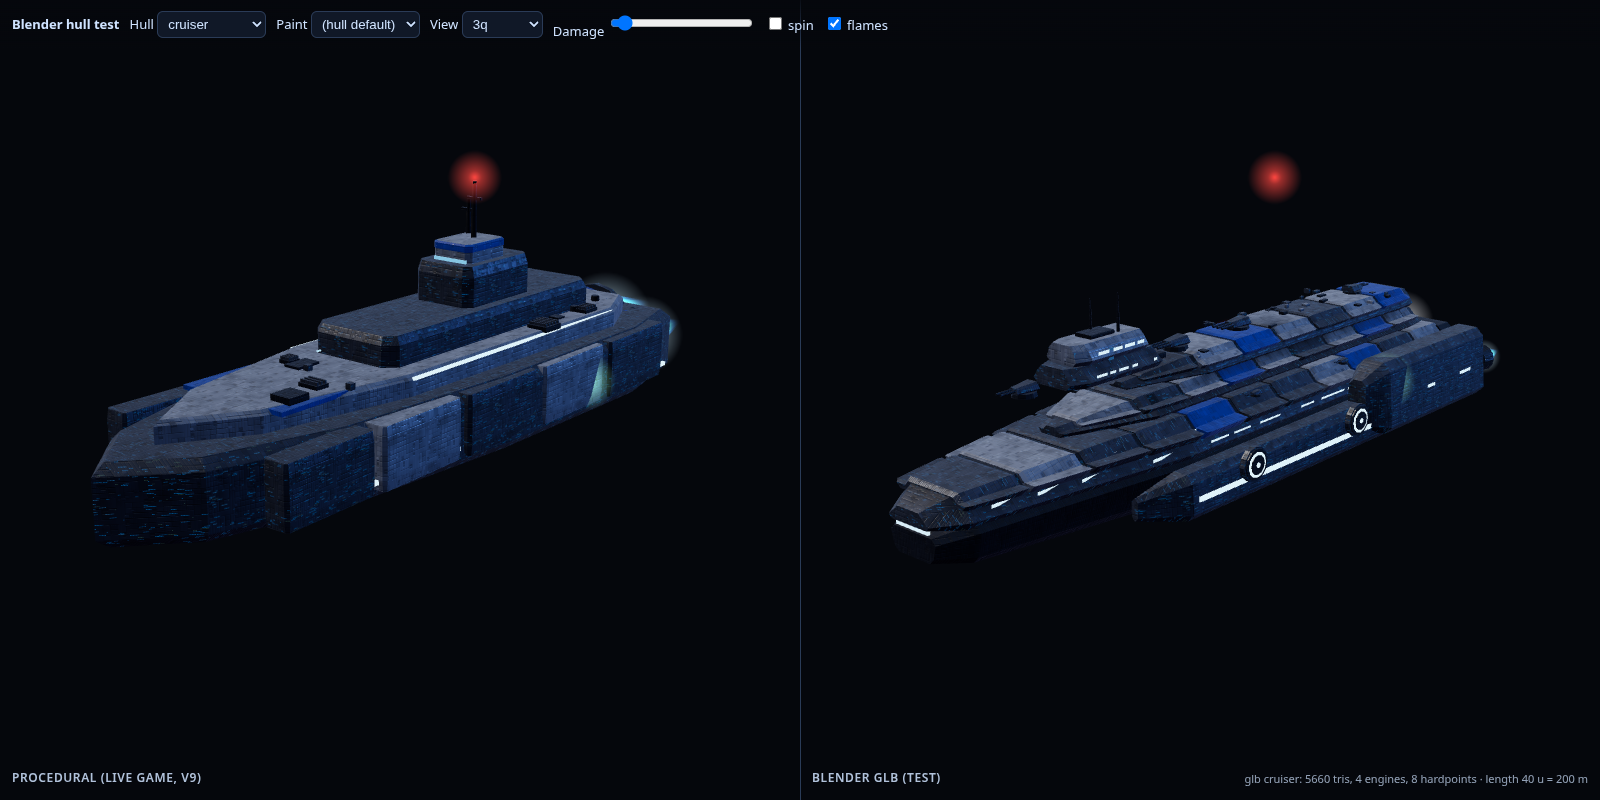 Blender hull test Hull cruiser Paint (hull default) View 3q Damage spin flames
PROCEDURAL (LIVE GAME, V9)
BLENDER GLB (TEST)
glb cruiser: 5660 tris, 4 engines, 8 hardpoints · length 40 u = 200 m